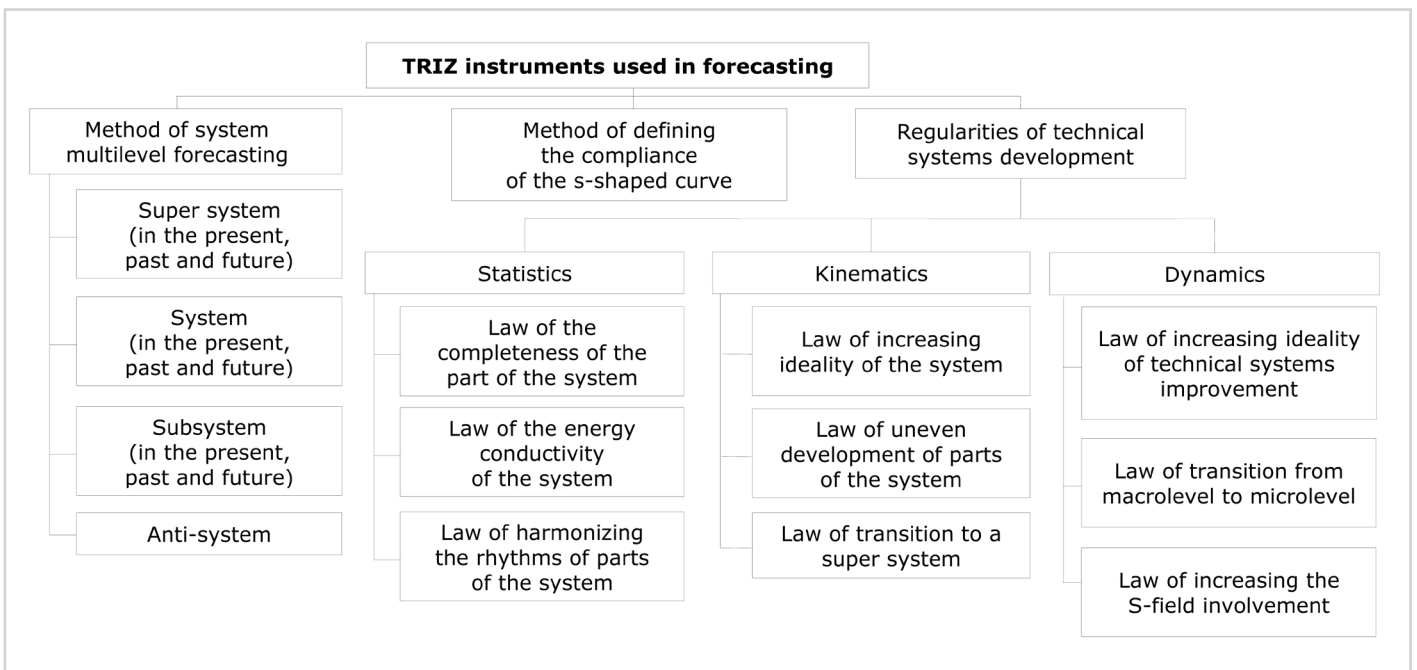 TRIZ instruments used in forecasting
Method of system
multilevel forecasting
Super system
(in the present,
past and future)
System
(in the present,
past and future)
Subsystem
(in the present,
past and future)
Anti-system
Method of defining
the compliance
of the s-shaped curve
Regularities of technical
systems development
Statistics
Law of the
completeness of the
part of the system
Law of the energy
conductivity
of the system
Law of harmonizing
the rhythms of parts
of the system
Kinematics
Law of increasing
ideality of the system
Law of uneven
development of parts
of the system
Law of transition to a
super system
Dynamics
Law of increasing ideality
of technical systems
improvement
Law of transition from
macrolevel to microlevel
Law of increasing the
S-field involvement